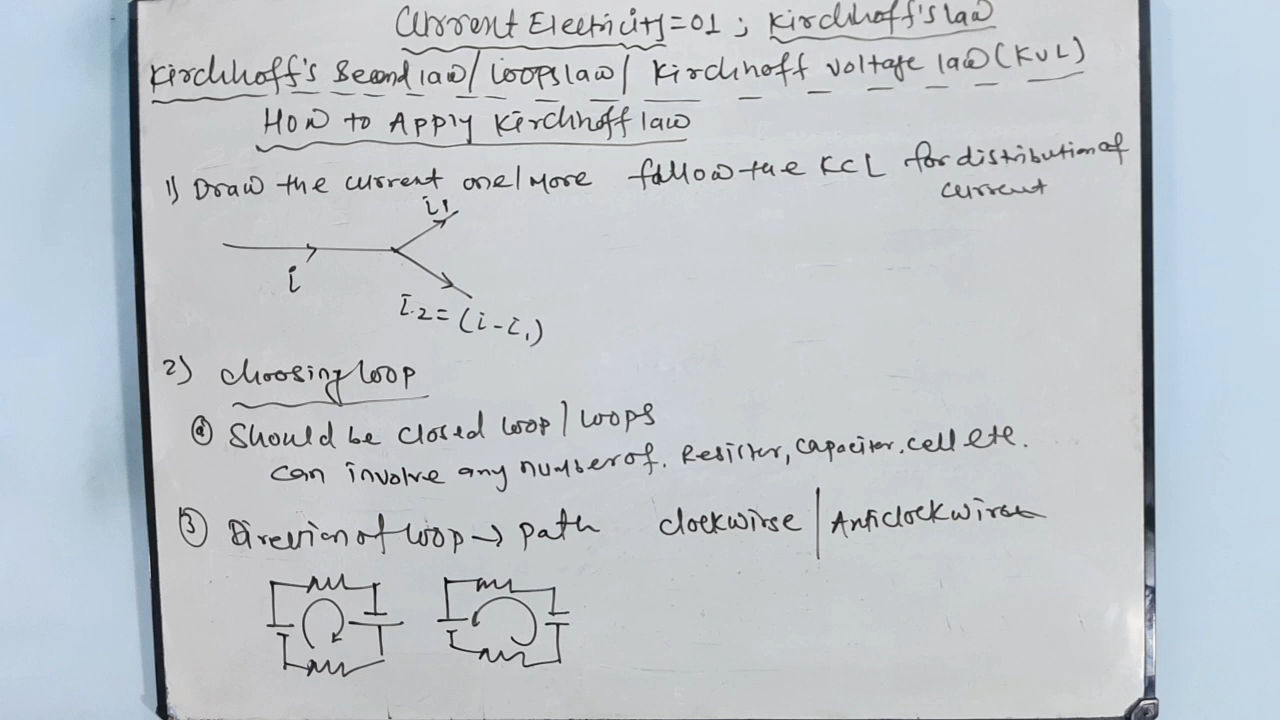 Current Electricity=01; Kirchhoff's law
Kirchhoff's Second law/Loops law/ Kirchhoff voltage law (KVL)
How to Apply Kirchhoff law
1) Draw the current one/more follow the KCL for distribution of current
i1
i
i2=(i-i1)
2) choosing loop
ⓐ Should be closed loop/loops
can involve any number of. Resistor, capacitor, cell etc.
③ Direction of loop → path clockwise | Anticlockwise